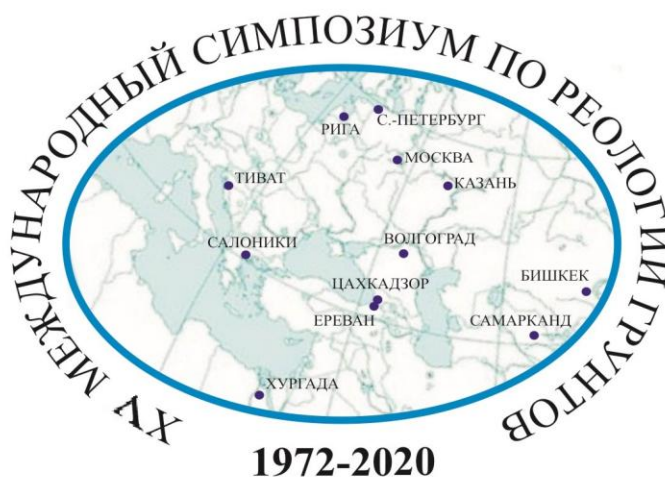 XV МЕЖДУНАРОДНЫЙ СИМПОЗИУМ ПО РЕОЛОГИИ ГРУНТОВ
С.-ПЕТЕРБУРГ
РИГА
МОСКВА
ТИВАТ
КАЗАНЬ
САЛОНИКИ
ВОЛГОГРАД
БИШКЕК
ЦАХКАДЗОР
ЕРЕВАН
САМАРКАНД
ХУРГАДА
1972-2020